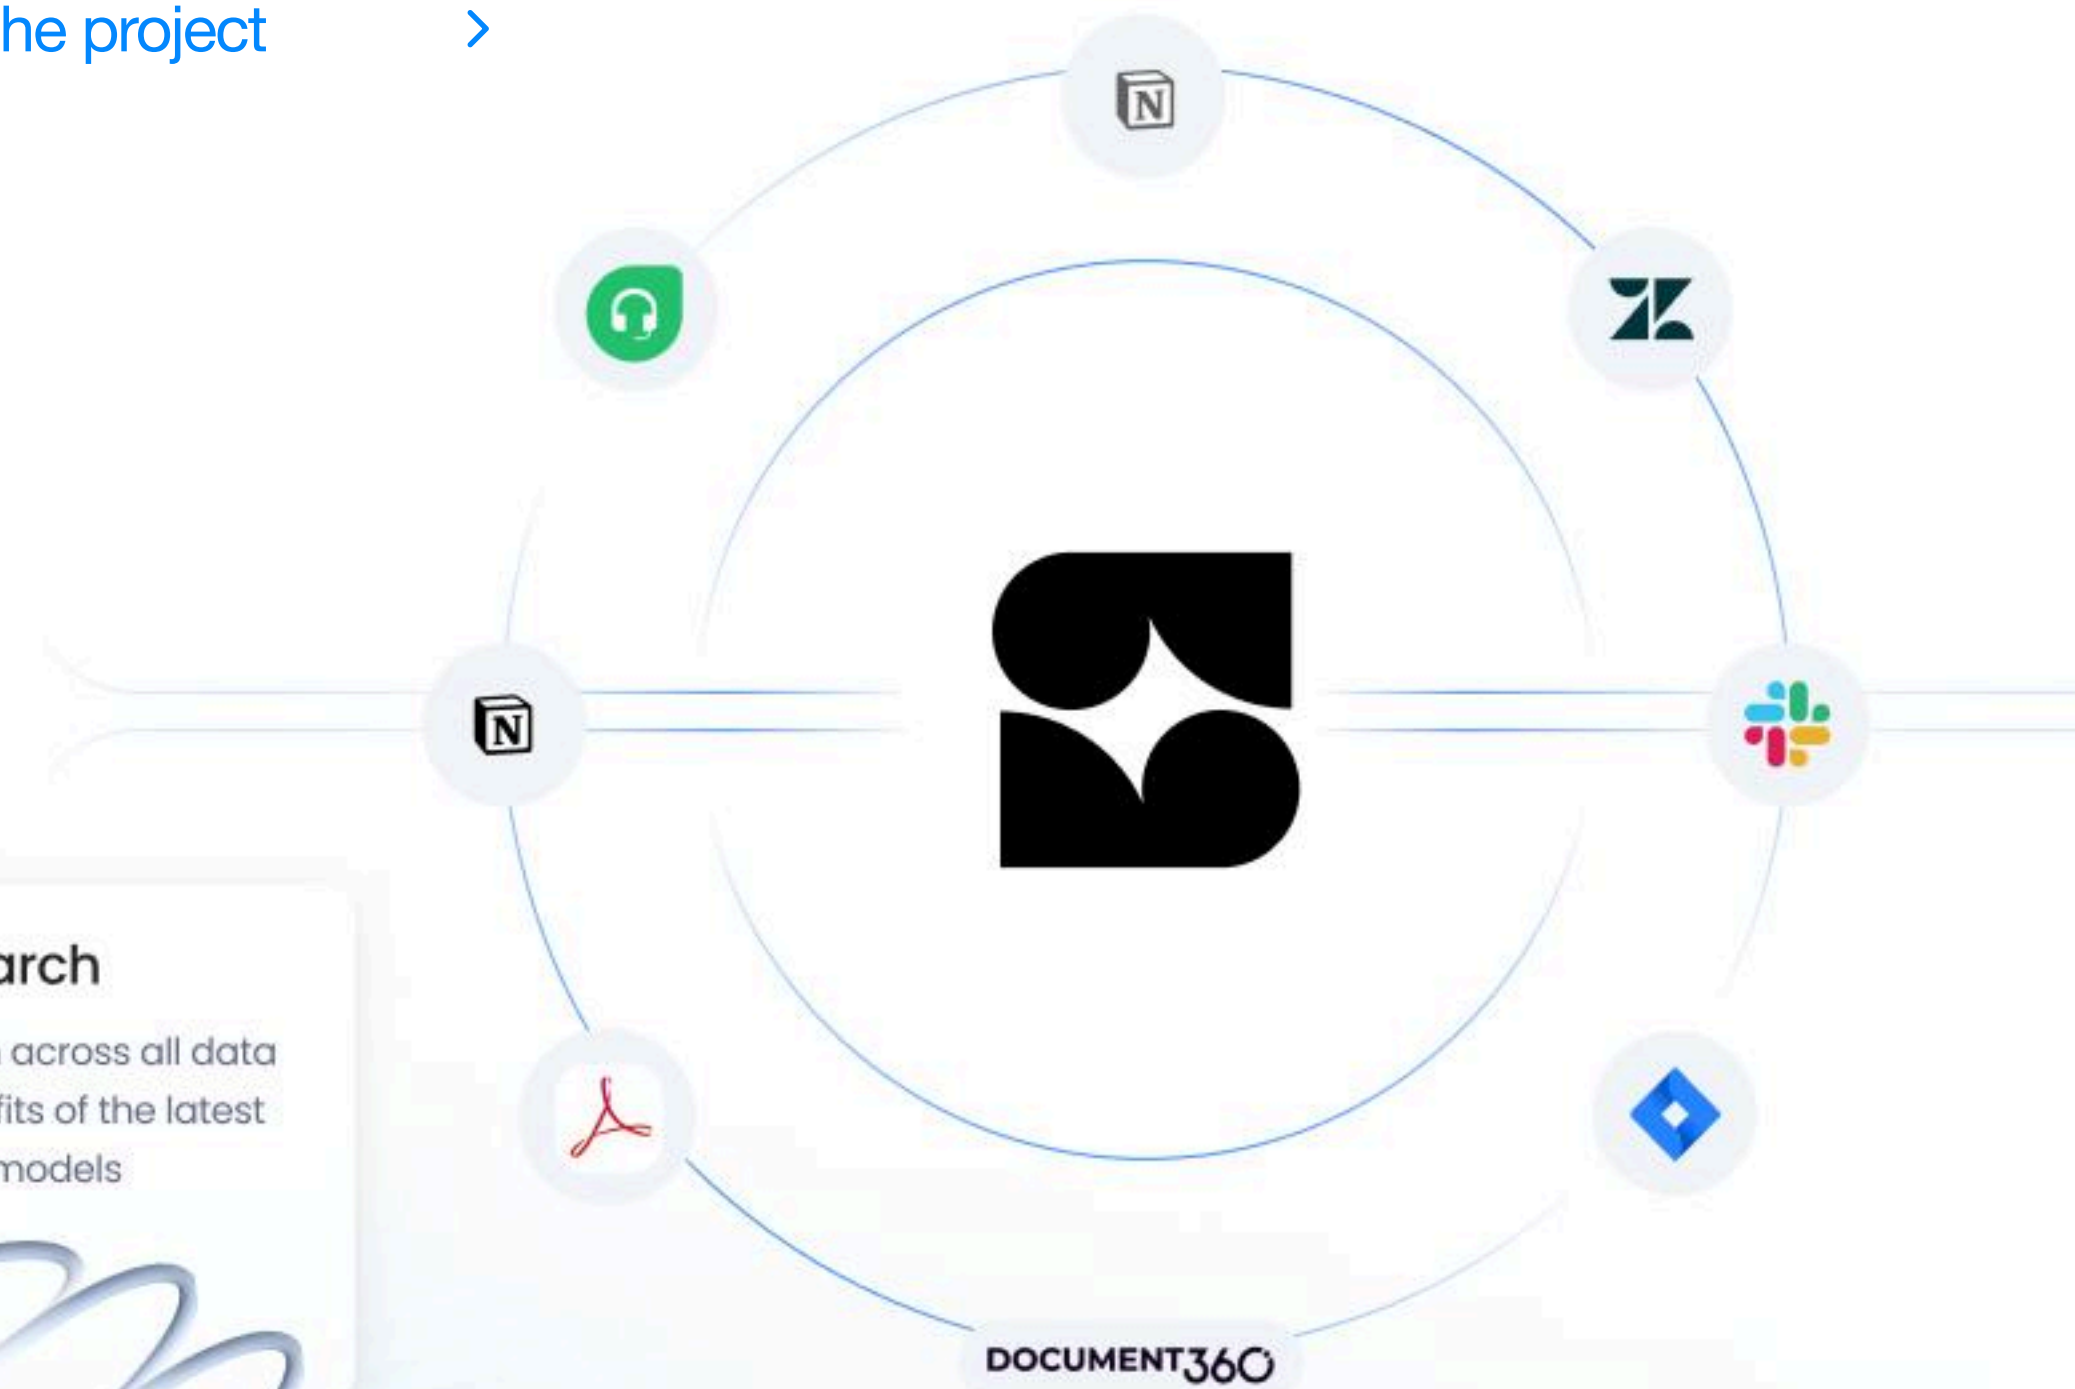 he project
N
N
arch
across all data
fits of the latest
models
DOCUMENT360